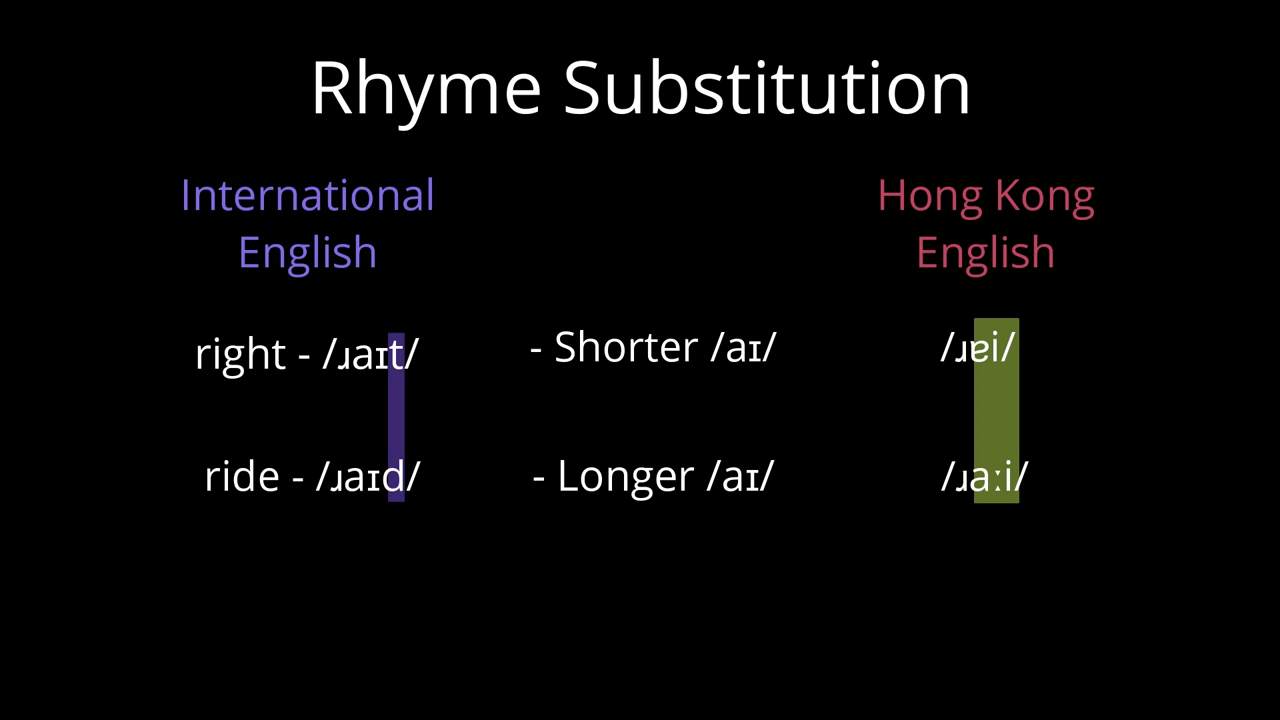 Rhyme Substitution
International
English
Hong Kong
English
right - /ɹaɪt/
- Shorter /aɪ/
/ɹɐi/
ride - /ɹaɪd/
- Longer /aɪ/
/ɹaːi/